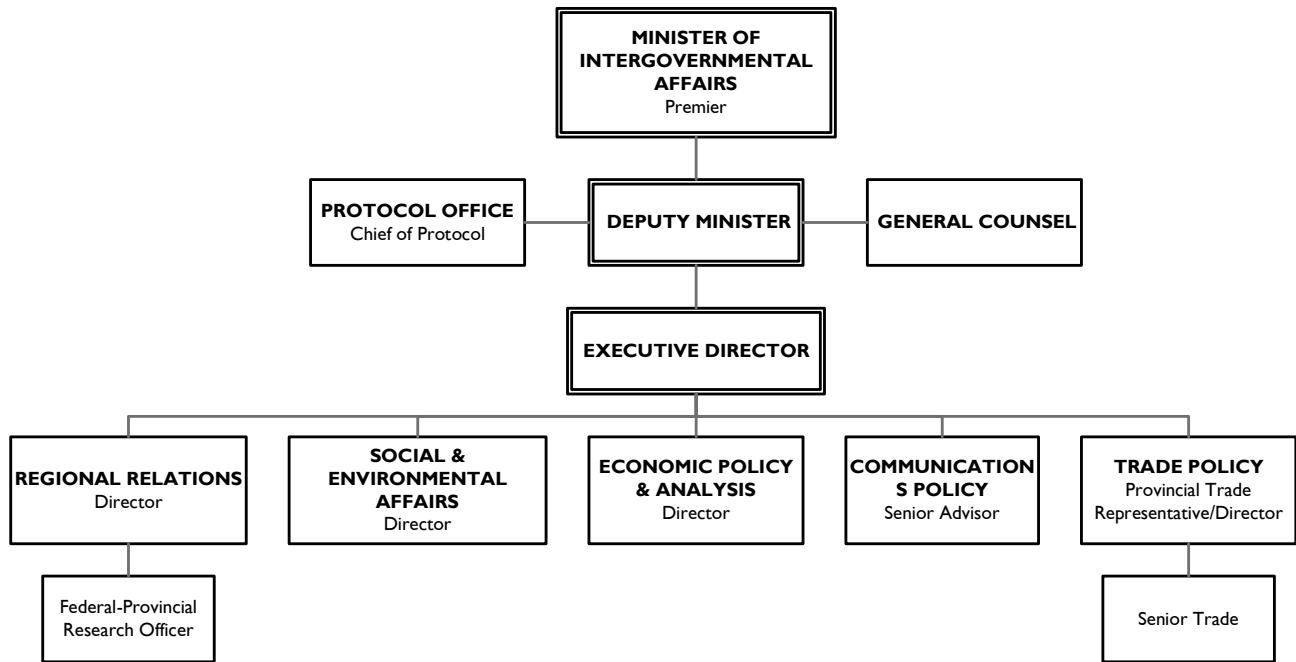 MINISTER OF
INTERGOVERNMENTAL
AFFAIRS
Premier
PROTOCOL OFFICE
Chief of Protocol
DEPUTY MINISTER
GENERAL COUNSEL
EXECUTIVE DIRECTOR
REGIONAL RELATIONS
Director
SOCIAL &
ENVIRONMENTAL
AFFAIRS
Director
ECONOMIC POLICY
& ANALYSIS
Director
COMMUNICATION
S POLICY
Senior Advisor
TRADE POLICY
Provincial Trade
Representative/Director
Federal-Provincial
Research Officer
Senior Trade